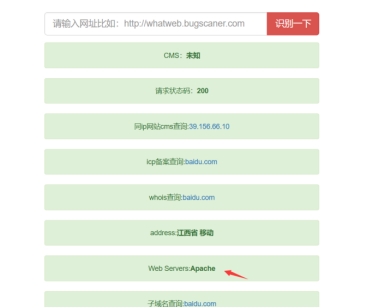 请输入网址比如：http://whatweb.bugscaner.com 识别一下
CMS：未知
请求状态码：200
同ip网站cms查询:39.156.66.10
icp备案查询:baidu.com
whois查询:baidu.com
address:江西省 移动
Web Servers:Apache
子域名查询:baidu.com